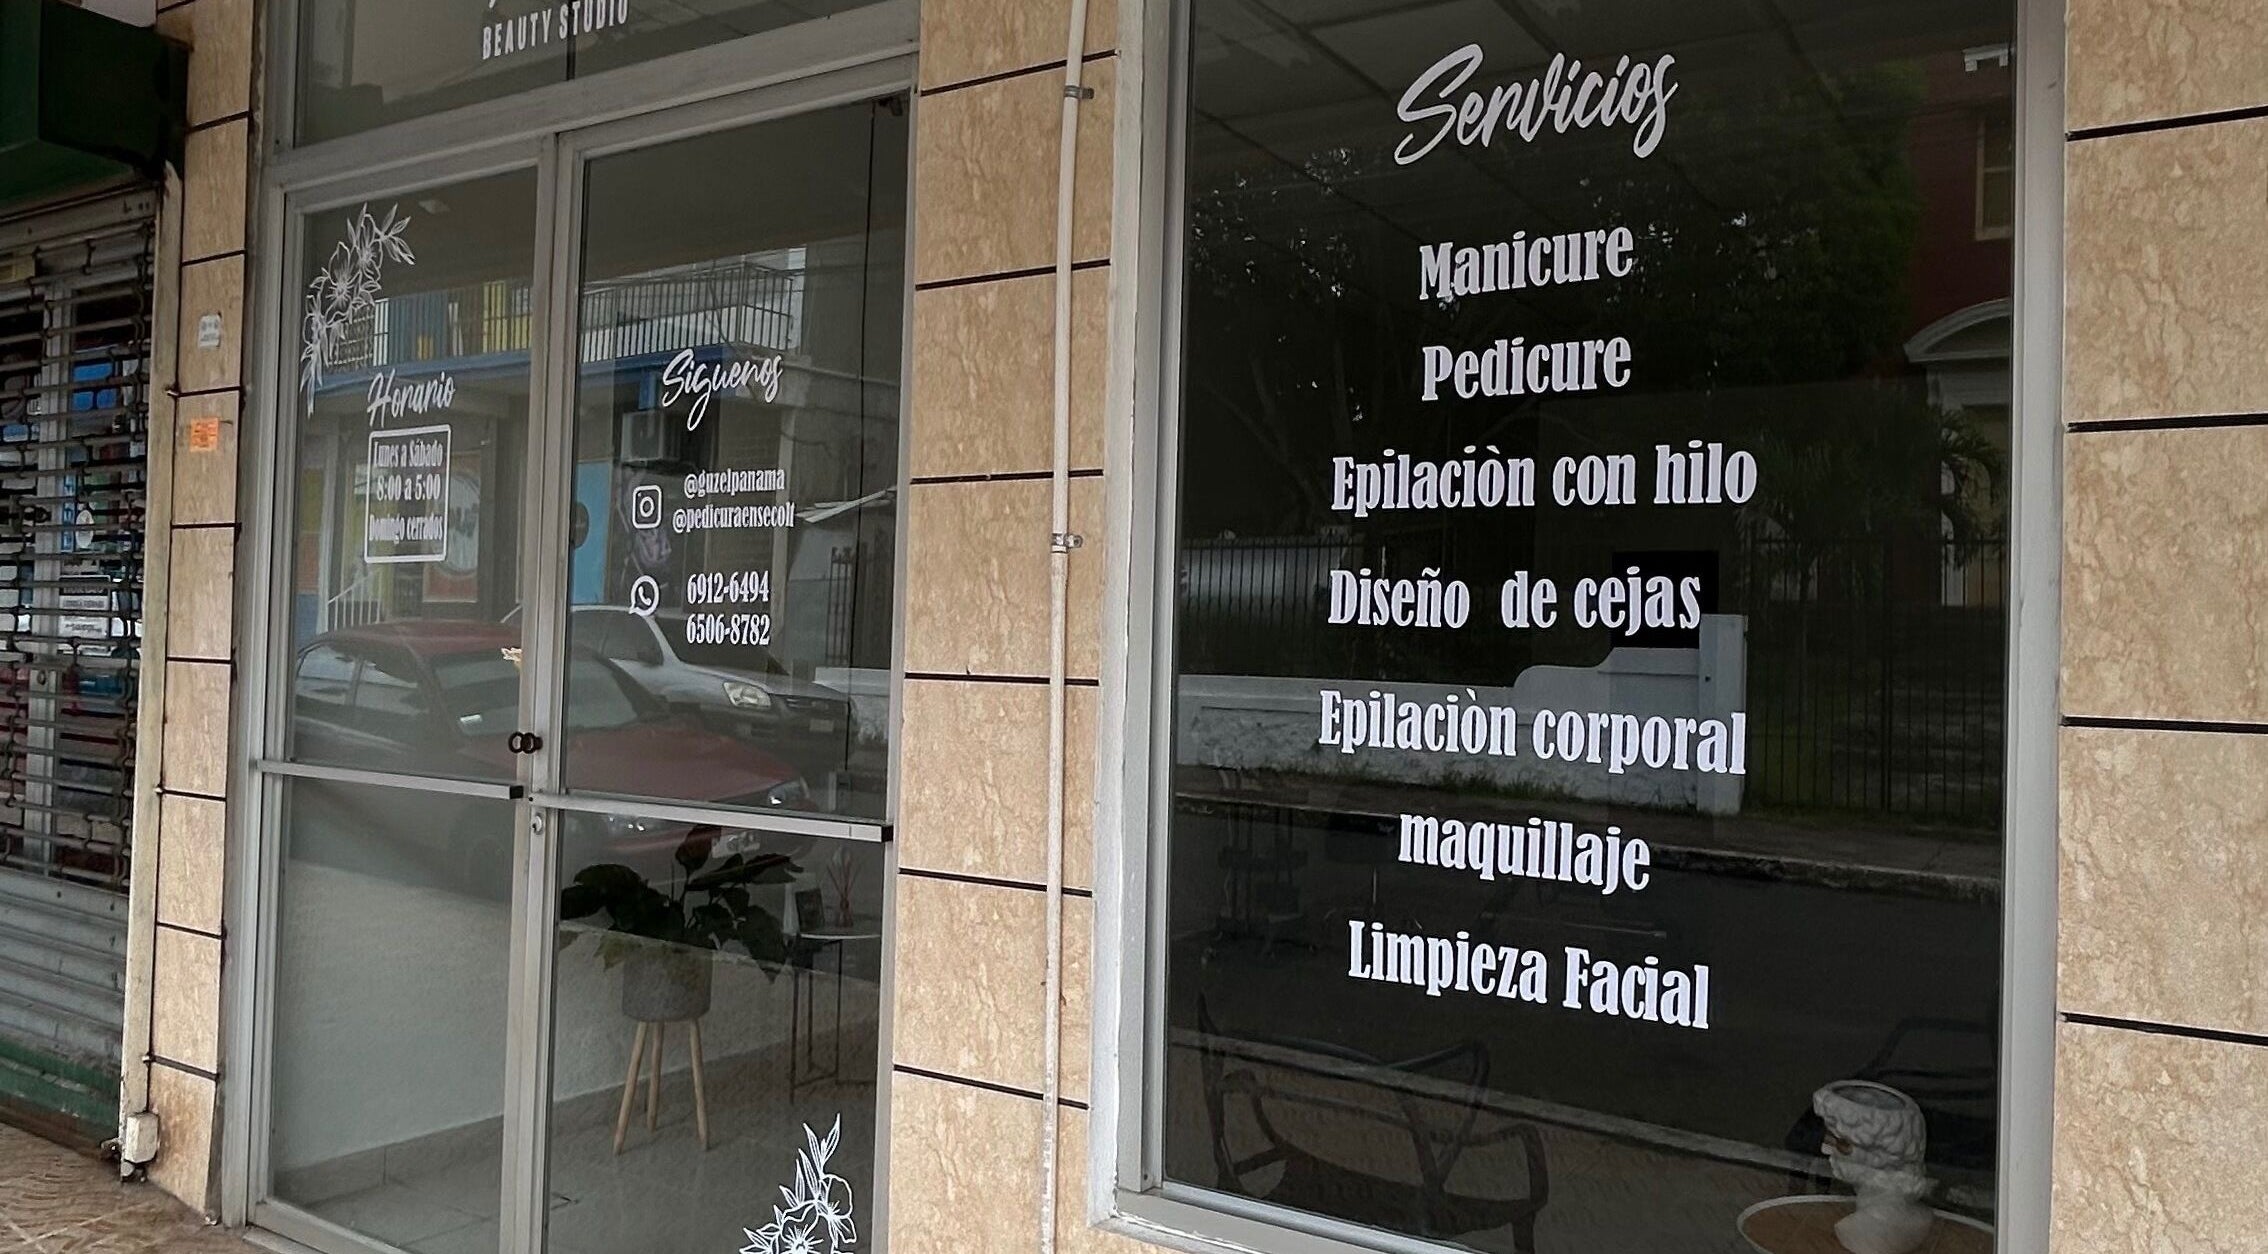 BEAUTY STUDIO
Horario
Lunes a Sábado
8:00 a 5:00
Domingo cerrados
Siguenos
@guzelpanama
@pedicuraensecolt
6912-6494
6506-8782
Servicios
Manicure
Pedicure
Epilaciòn con hilo
Diseño de cejas
Epilaciòn corporal
maquillaje
Limpieza Facial